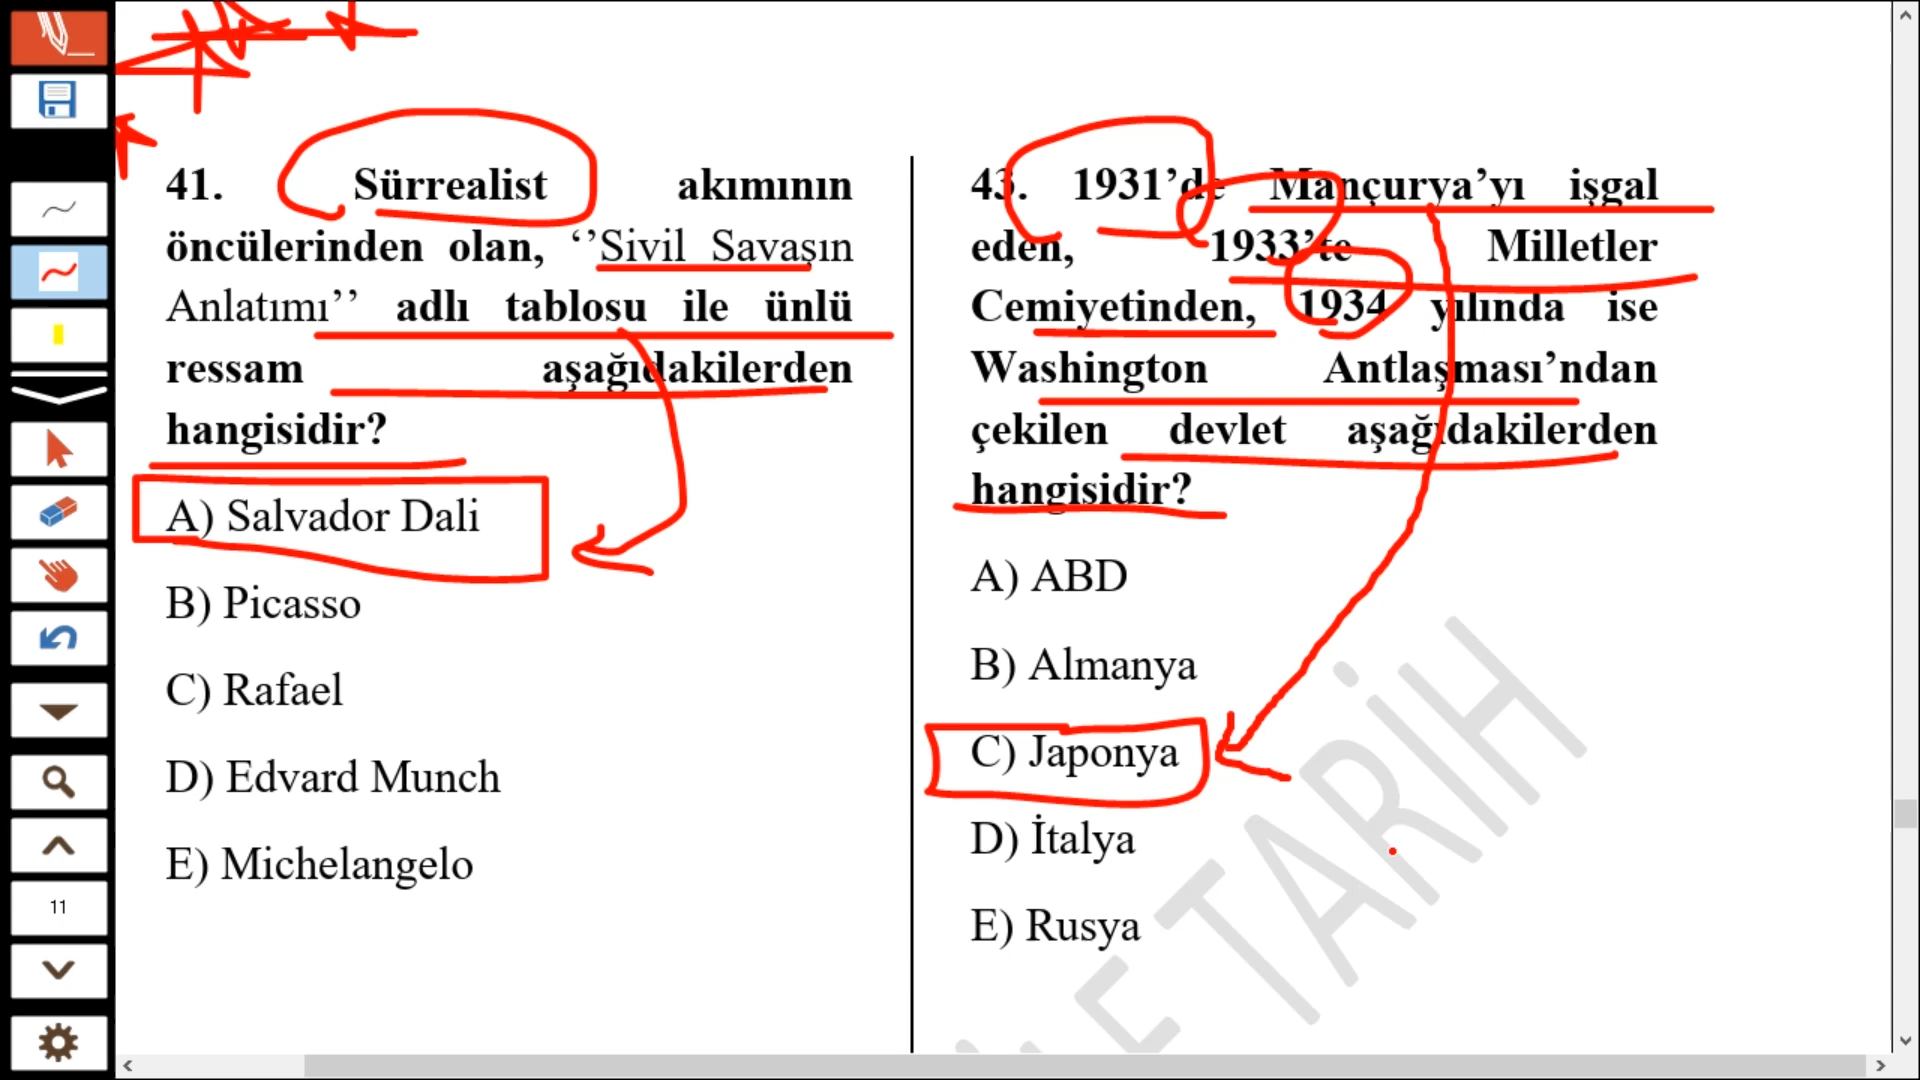 41. Sürrealist akımının
öncülerinden olan, ‘’Sivil Savaşın
Anlatımı’’ adlı tablosu ile ünlü
ressam aşağıdakilerden
hangisidir?
A) Salvador Dali
B) Picasso
C) Rafael
D) Edvard Munch
E) Michelangelo
43. 1931’de Mançurya’yı işgal
eden, 1933’te Milletler
Cemiyetinden, 1934 yılında ise
Washington Antlaşması’ndan
çekilen devlet aşağıdakilerden
hangisidir?
A) ABD
B) Almanya
C) Japonya
D) İtalya
E) Rusya
TARİH
11